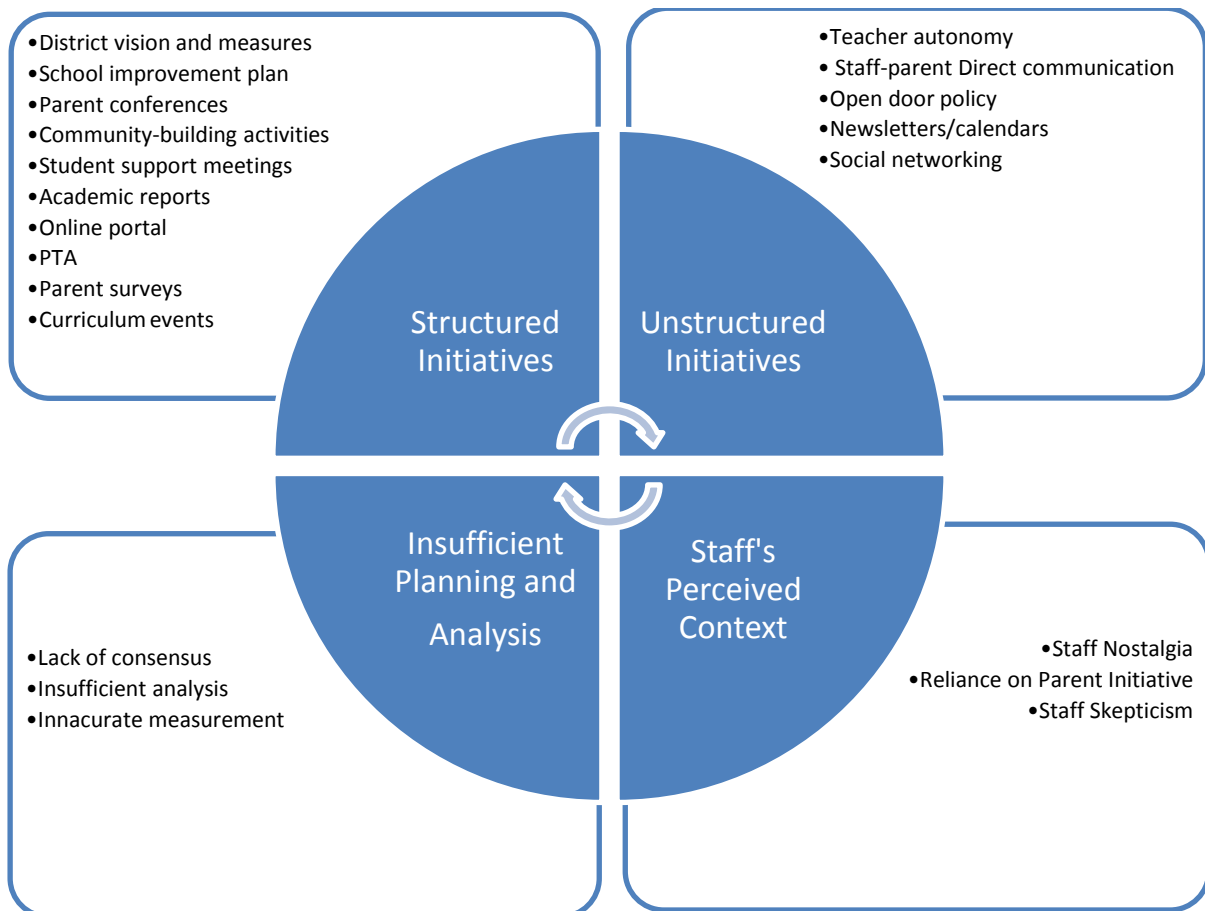 •District vision and measures
•School improvement plan
•Parent conferences
•Community-building activities
•Student support meetings
•Academic reports
•Online portal
•PTA
•Parent surveys
•Curriculum events
•Teacher autonomy
• Staff-parent Direct communication
•Open door policy
•Newsletters/calendars
•Social networking
Structured
Initiatives
Unstructured
Initiatives
Insufficient
Planning and
Analysis
Staff's
Perceived
Context
•Lack of consensus
•Insufficient analysis
•Innacurate measurement
•Staff Nostalgia
•Reliance on Parent Initiative
•Staff Skepticism